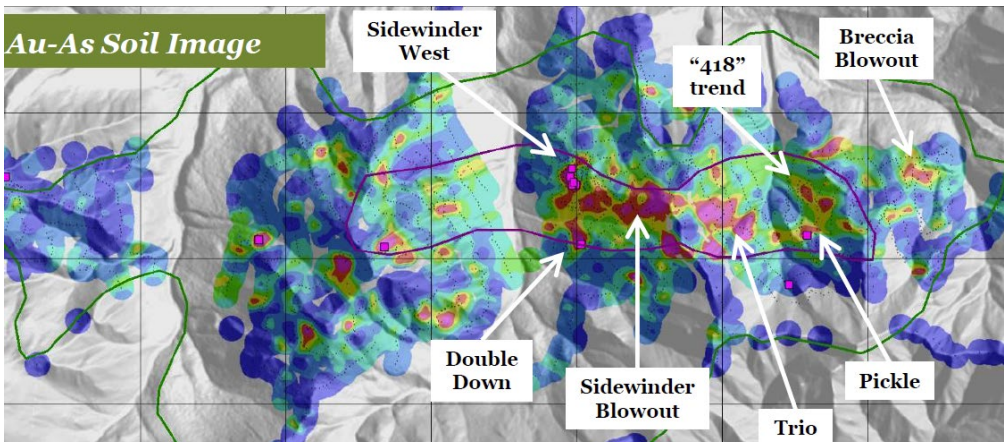 Au-As Soil Image
Sidewinder
West
“418”
trend
Breccia
Blowout
Double
Down
Sidewinder
Blowout
Trio
Pickle